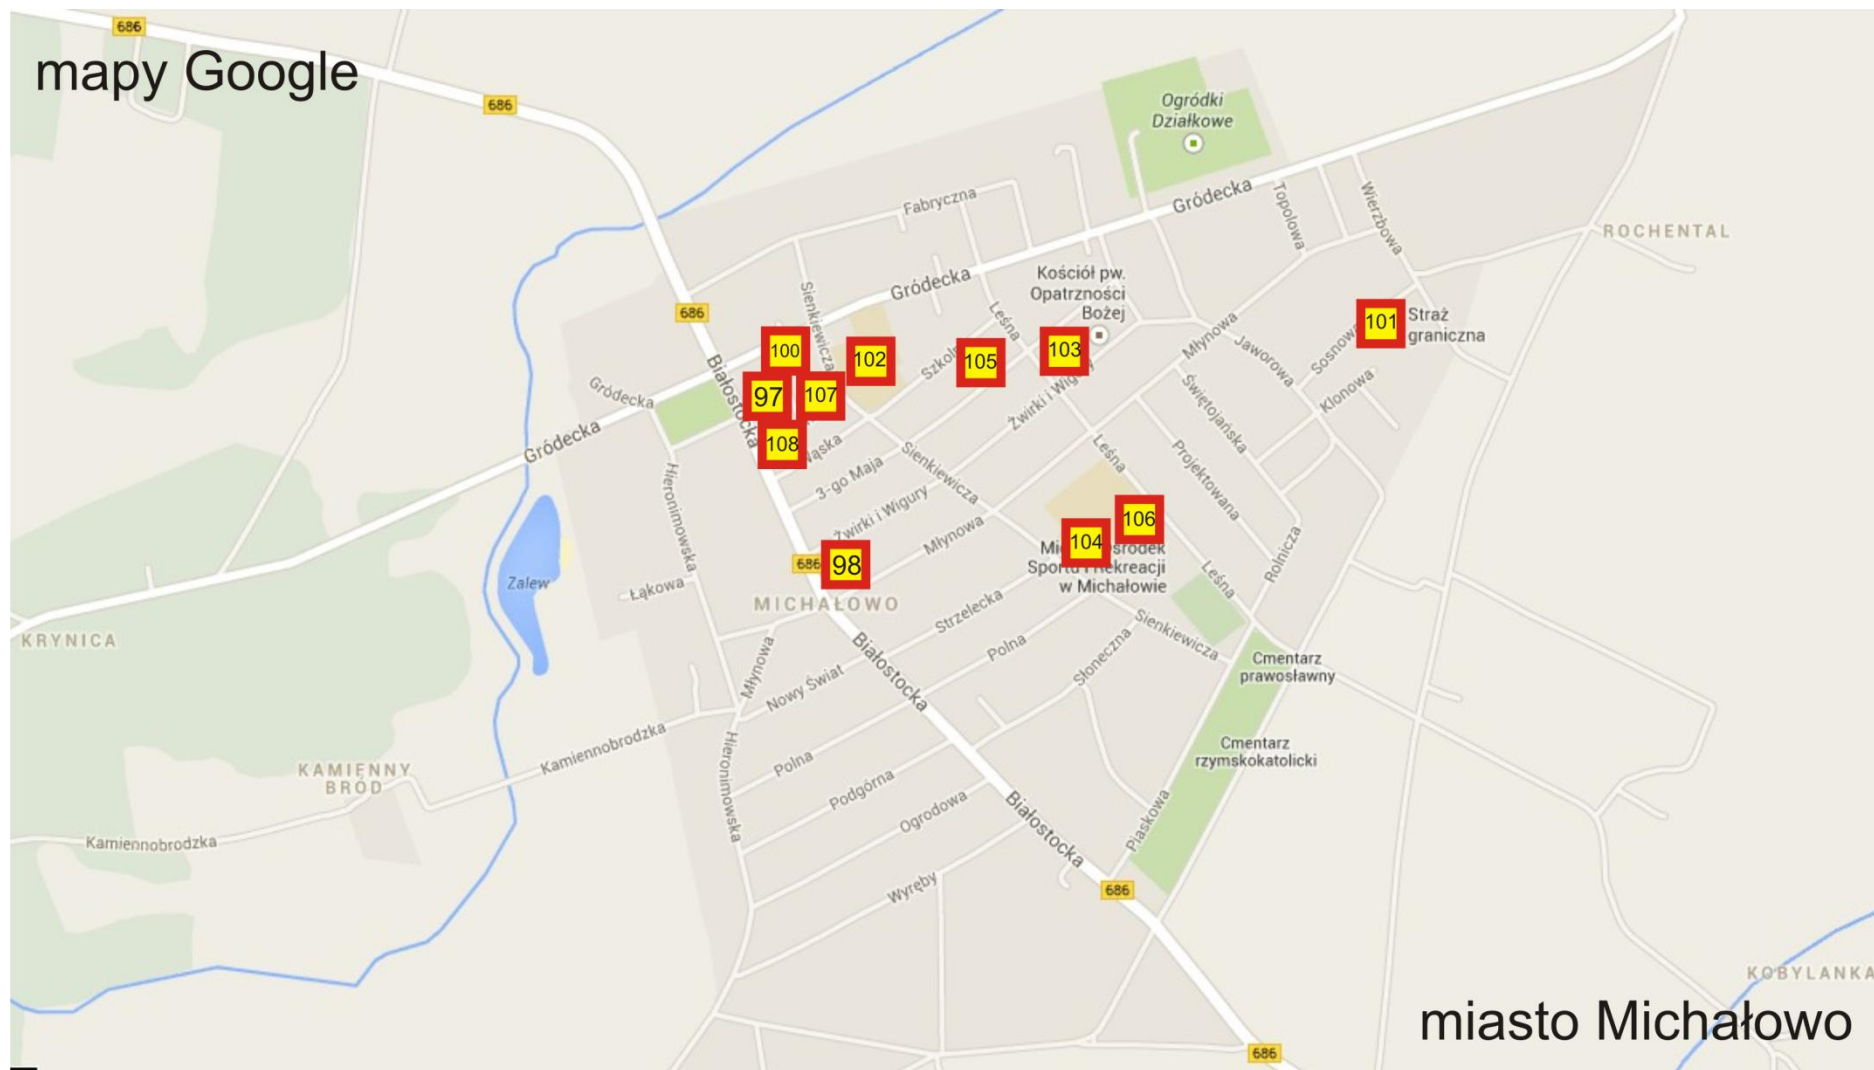 686
mapy Google
686
Ogródki
Działkowe
Gródecka
Topolowa
Wierzbowa
ROCHENTAL
Fabryczna
Gródecka
Kościół pw.
Opatrzności
Bożej
Sienkiewicza
686
Leśna
101
Straż
graniczna
Sosnowa
100
102
105
103
Szkolna
Młynowa
Jaworowa
Klonowa
Białostocka
Gródecka
97
107
Żwirki i Wigury
Świętojańska
Gródecka
108
Wąska
3-go Maja
Sienkiewicza
Leśna
Projektowana
Hieronimowska
Żwirki i Wigury
Młynowa
106
104
Ośrodek
Sportu i Rekreacji
w Michałowie
Rolnicza
686
98
Zalew
Łąkowa
MICHAŁOWO
Strzelecka
Leśna
KRYNICA
Młynowa
Białostocka
Polna
Słoneczna
Sienkiewicza
Cmentarz
prawosławny
Nowy Świat
Kamiennobrodzka
Hieronimowska
Polna
Cmentarz
rzymskokatolicki
KAMIENNY
BRÓD
Podgórna
Ogrodowa
Białostocka
Piaskowa
Kamiennobrodzka
Wyręby
686
KOBYLANKA
miasto Michałowo
686